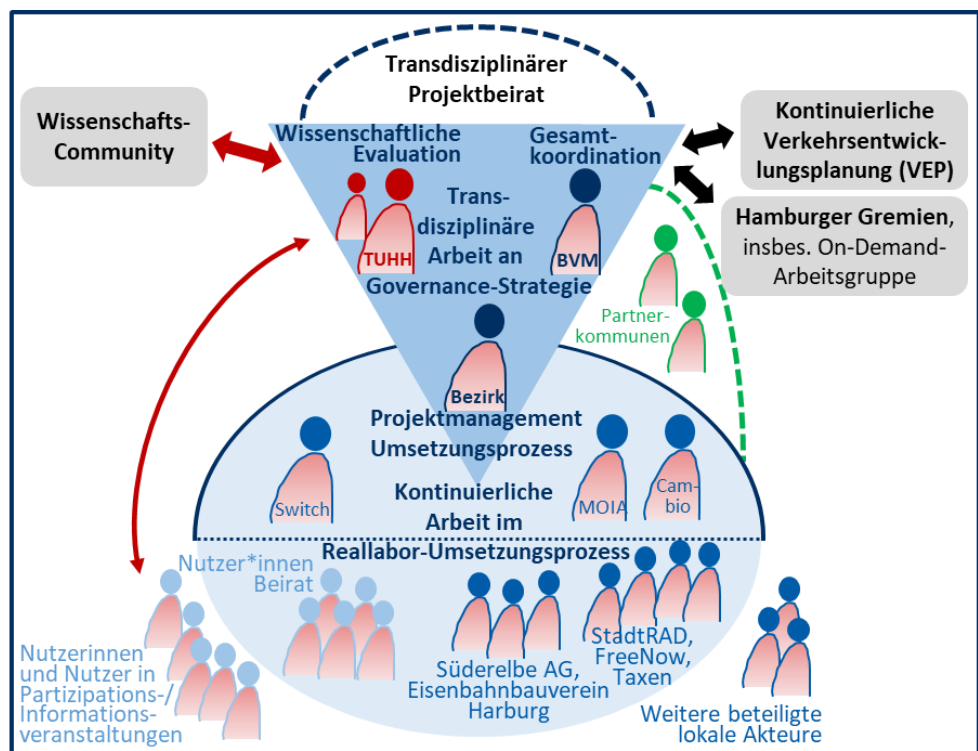 Transdisziplinärer
Projektbeirat
Wissenschafts-
Community
Wissenschaftliche
Evaluation
Gesamt-
koordination
Kontinuierliche
Verkehrsentwick-
lungsplanung (VEP)
Hamburger Gremien,
insbes. On-Demand-
Arbeitsgruppe
TUHH
BVM
Trans-
disziplinäre
Arbeit an
Governance-Strategie
Partner-
kommunen
Bezirk
Projektmanagement
Umsetzungsprozess
Switch
MOIA
Cam-
bio
Kontinuierliche
Arbeit im
Reallabor-Umsetzungsprozess
Nutzer*innen
Beirat
Nutzerinnen
und Nutzer in
Partizipations-/
Informations-
veranstaltungen
Süderelbe AG,
Eisenbahnbauverein
Harburg
StadtRAD,
FreeNow,
Taxen
Weitere beteiligte
lokale Akteure